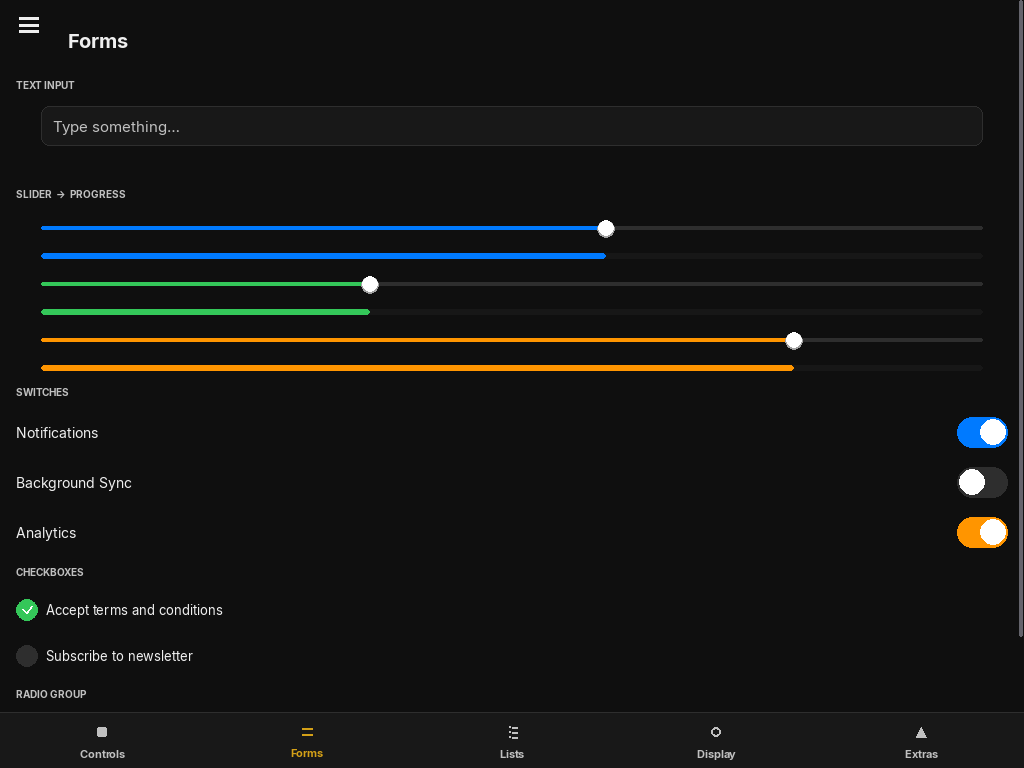 Forms
TEXT INPUT
Type something...
SLIDER → PROGRESS
SWITCHES
Notifications
Background Sync
Analytics
CHECKBOXES
Accept terms and conditions
Subscribe to newsletter
RADIO GROUP
Controls
Forms
Lists
Display
Extras